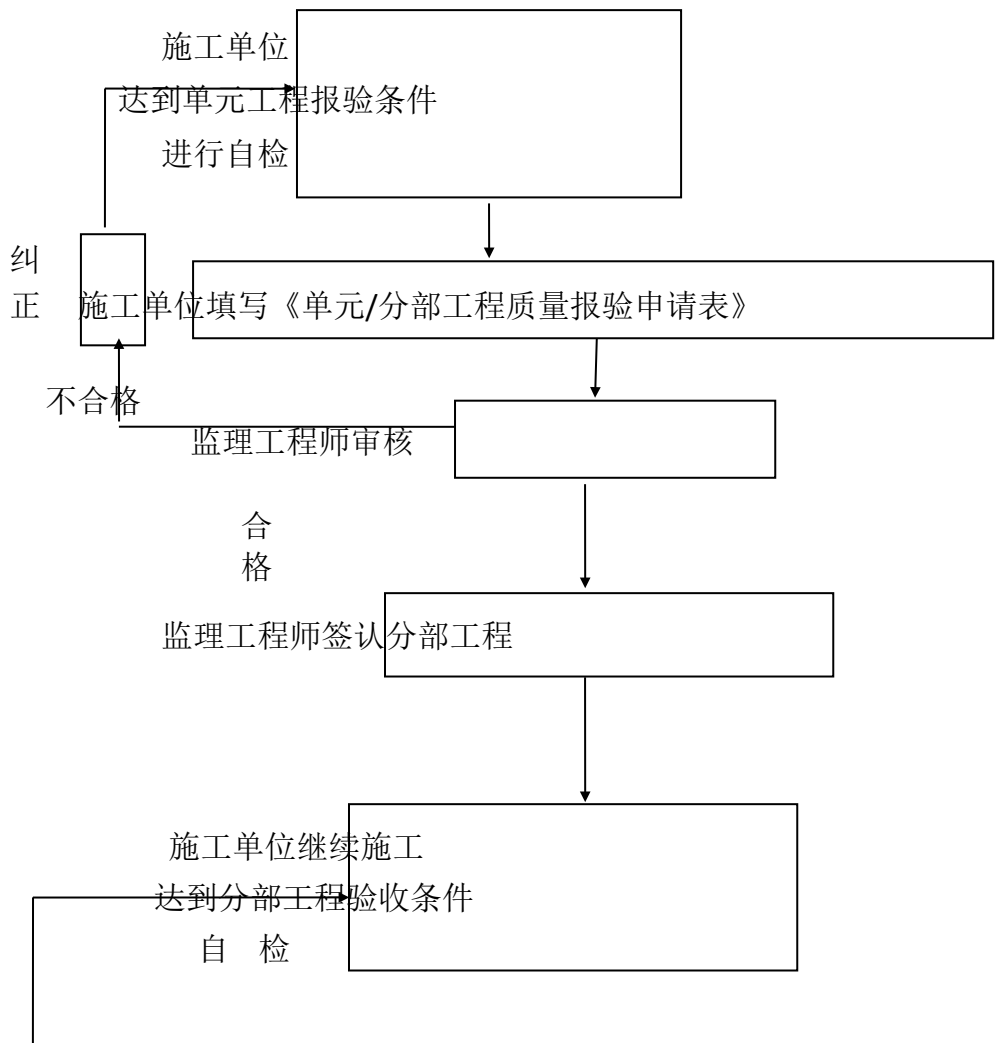 施工单位
达到单元工程报验条件
进行自检
纠
正
施工单位填写《单元/分部工程质量报验申请表》
不合格
监理工程师审核
合
格
监理工程师签认分部工程
施工单位继续施工
达到分部工程验收条件
自 检